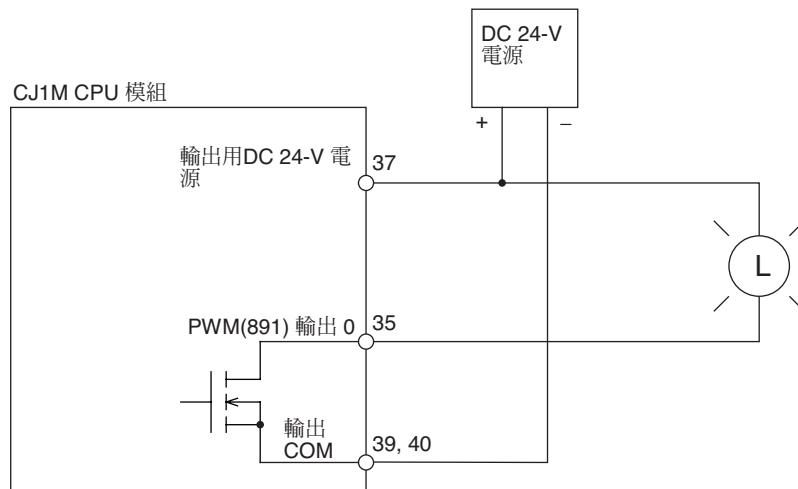 DC 24-V
電源
CJ1M CPU 模組
+
−
輸出用DC 24-V 電
源
37
L
PWM(891) 輸出 0
35
輸出
COM
39, 40